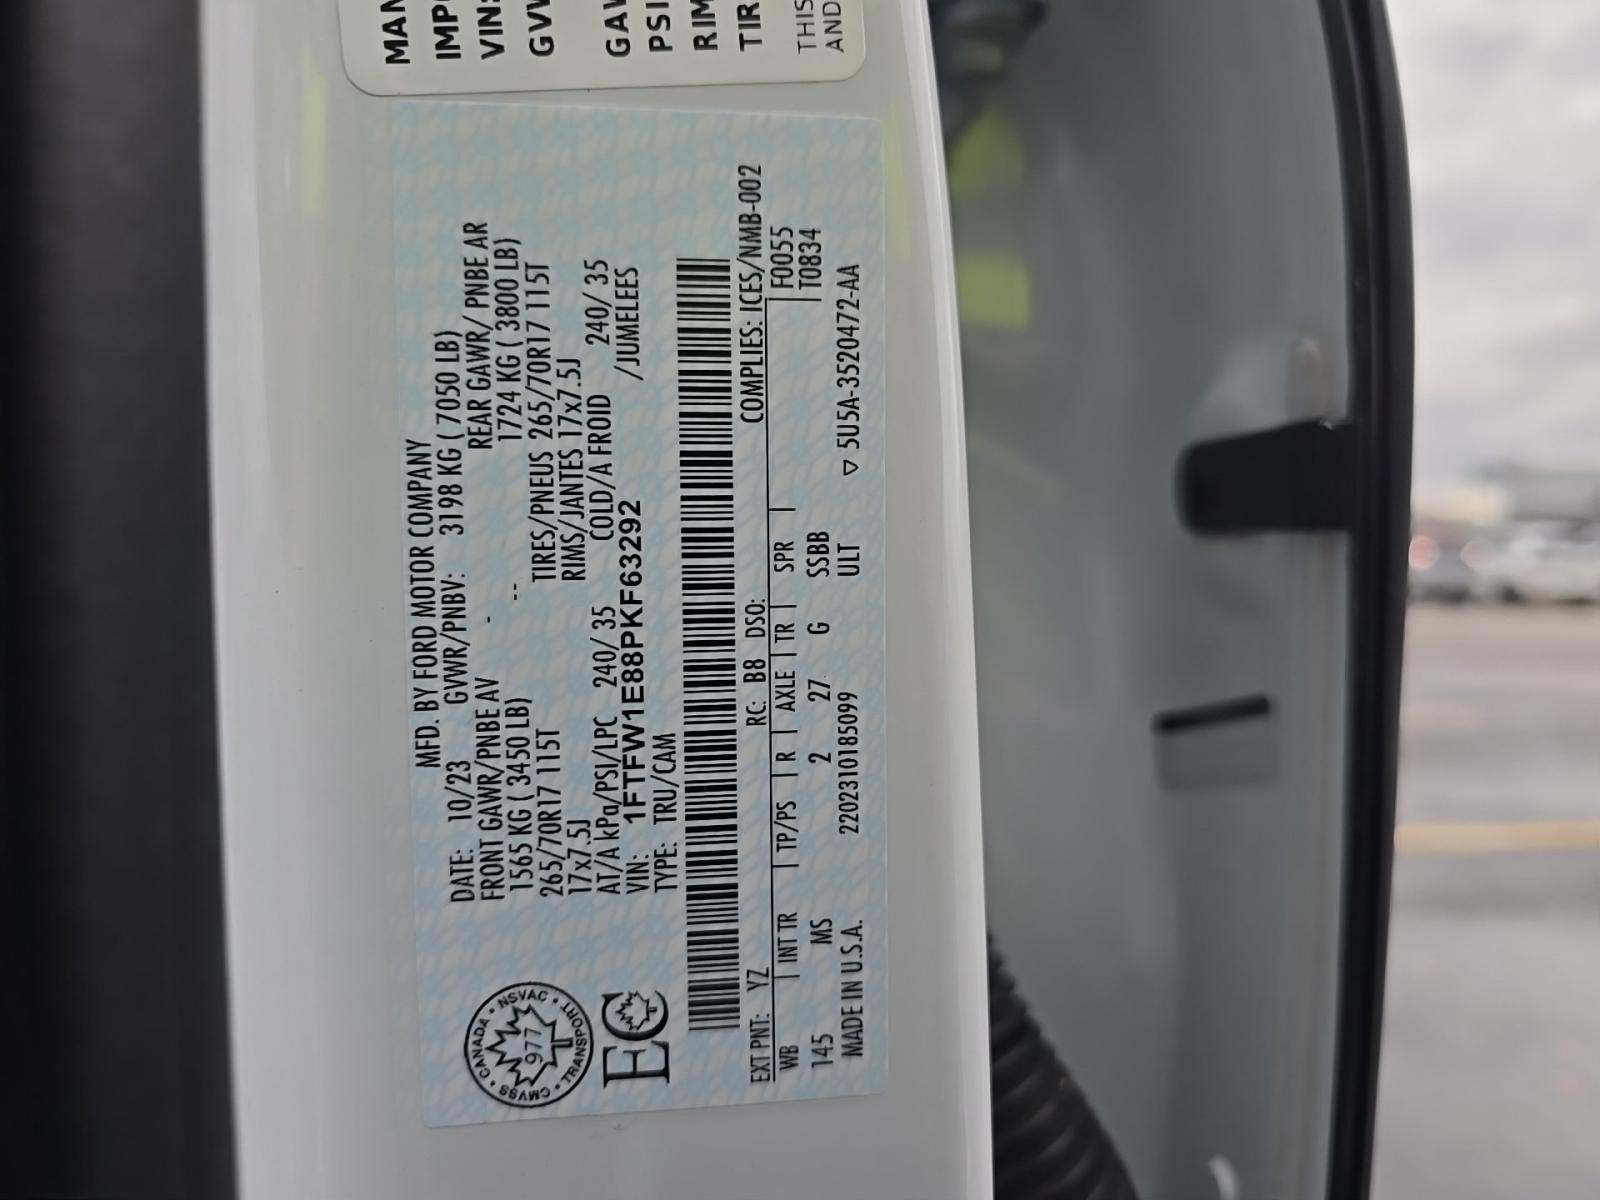 MAN
IMP
VIN:
GVW
GAW
PSI
RIM
TIR
THIS
AND
MFD. BY FORD MOTOR COMPANY
DATE: 10/23 GVWR/PNBV: 3198 KG ( 7050 LB)
FRONT GAWR/PNBE AV - REAR GAWR/ PNBE AR
1565 KG ( 3450 LB) -- 1724 KG ( 3800 LB)
265/70R17 115T TIRES/PNEUS 265/70R17 115T
17x7.5J RIMS/JANTES 17x7.5J
AT/A kPa/PSI/LPC 240/ 35 COLD/A FROID 240/ 35
VIN: 1FTFW1E88PKF63292 /JUMELEES
TYPE: TRU/CAM
CANADA • NSVAC • TRANSPORT • CMVSS
977
EC
COMPLIES: ICES/NMB-002
EXT PNT: YZ RC: B8 DSO:
F0055
WB | INT TR | TP/PS | R | AXLE | TR | SPR | T0834
145 MS 2 27 G SSBB
MADE IN U.S.A. 220231018509​9 ULT ▽ 5U5A-3520472-AA